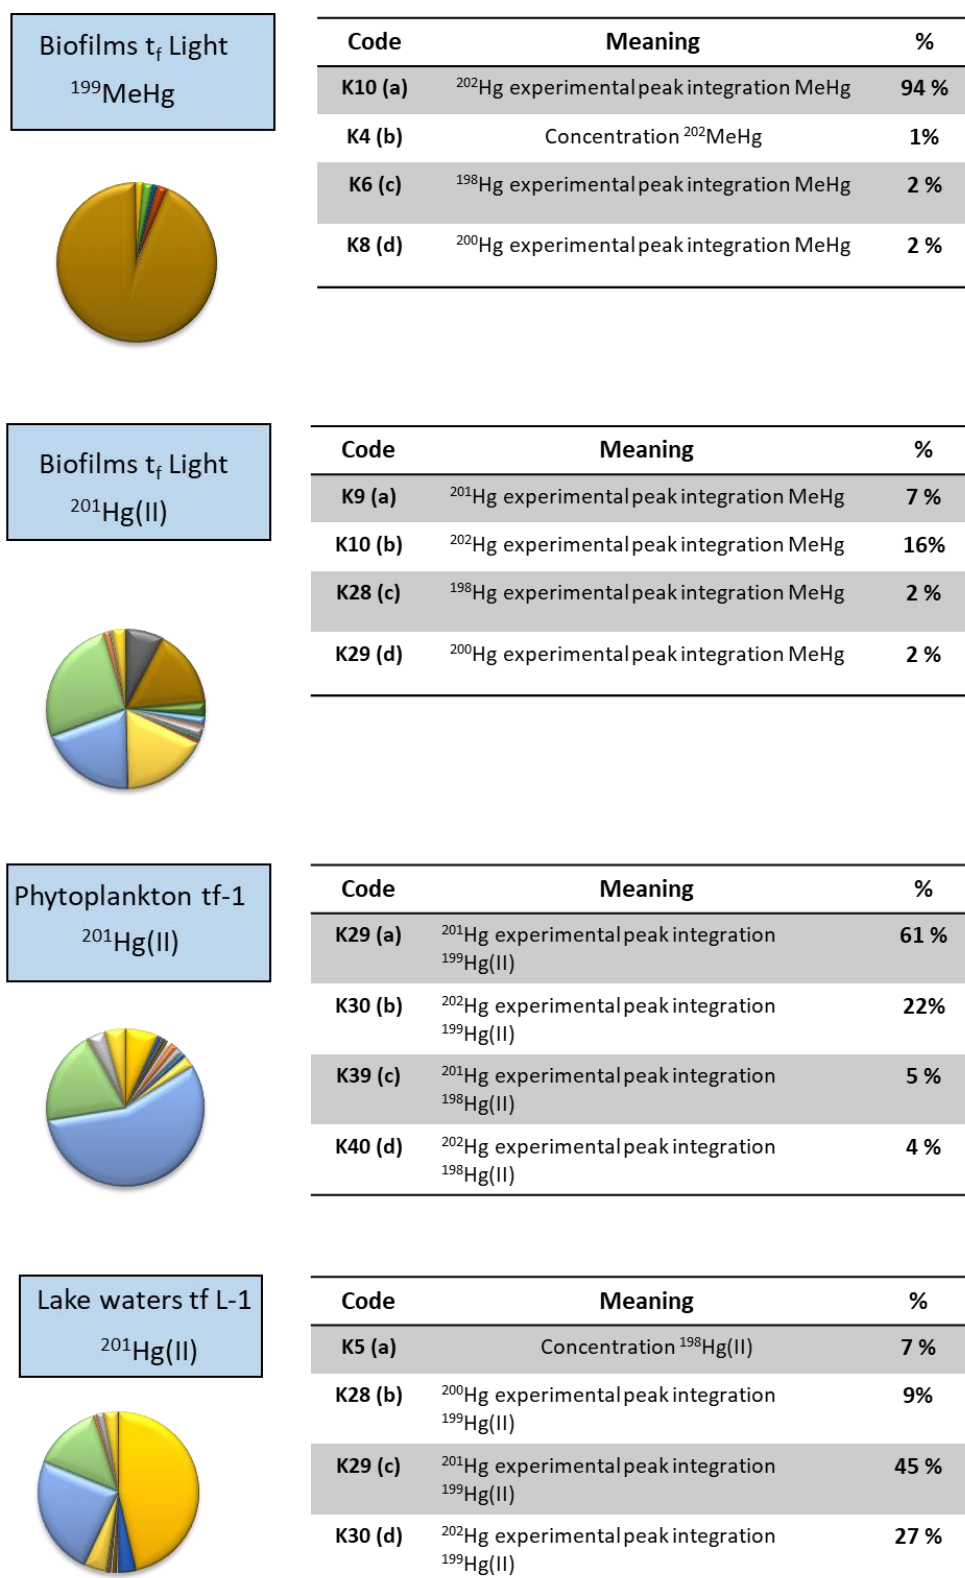 Biofilms tf Light
199MeHg
Code Meaning %
K10 (a) 202Hg experimental peak integration MeHg 94 %
K4 (b) Concentration 202MeHg 1%
K6 (c) 198Hg experimental peak integration MeHg 2 %
K8 (d) 200Hg experimental peak integration MeHg 2 %
Biofilms tf Light
201Hg(II)
Code Meaning %
K9 (a) 201Hg experimental peak integration MeHg 7 %
K10 (b) 202Hg experimental peak integration MeHg 16%
K28 (c) 198Hg experimental peak integration MeHg 2 %
K29 (d) 200Hg experimental peak integration MeHg 2 %
Phytoplankton tf-1
201Hg(II)
Code Meaning %
K29 (a) 201Hg experimental peak integration 61 %
199Hg(II)
K30 (b) 202Hg experimental peak integration 22%
199Hg(II)
K39 (c) 201Hg experimental peak integration 5 %
198Hg(II)
K40 (d) 202Hg experimental peak integration 4 %
198Hg(II)
Lake waters tf L-1
201Hg(II)
Code Meaning %
K5 (a) Concentration 198Hg(II) 7 %
K28 (b) 200Hg experimental peak integration 9%
199Hg(II)
K29 (c) 201Hg experimental peak integration 45 %
199Hg(II)
K30 (d) 202Hg experimental peak integration 27 %
199Hg(II)